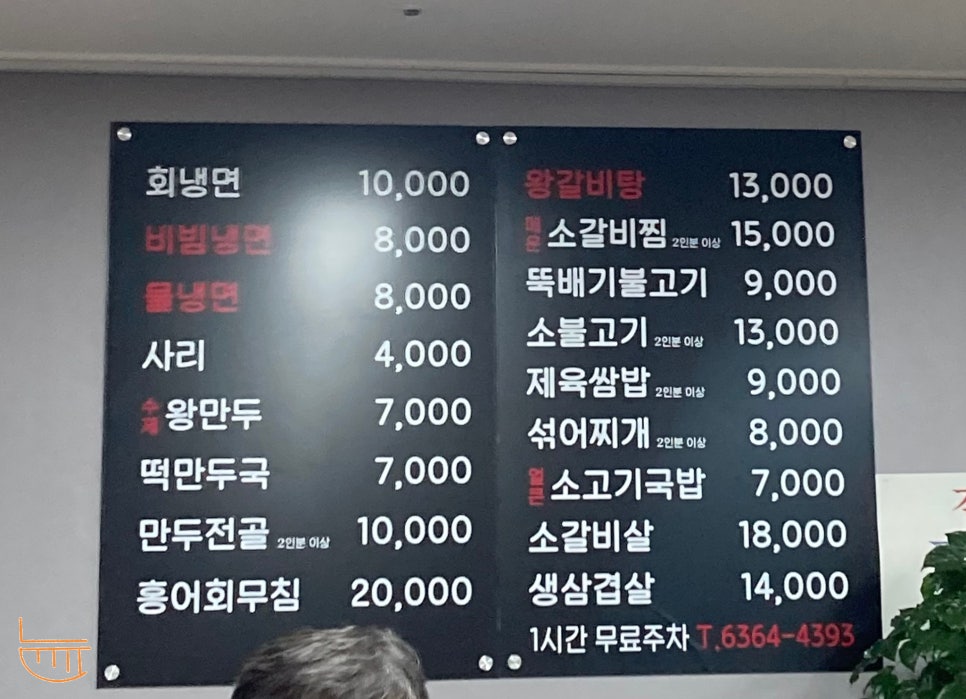 회냉면 10,000
비빔냉면 8,000
물냉면 8,000
사리 4,000
수제 왕만두 7,000
떡만두국 7,000
만두전골 2인분 이상 10,000
홍어회무침 20,000
왕갈비탕 13,000
매운 소갈비찜 2인분 이상 15,000
뚝배기불고기 9,000
소불고기 2인분 이상 13,000
제육쌈밥 2인분 이상 9,000
섞어찌개 2인분 이상 8,000
얼큰 소고기국밥 7,000
소갈비살 18,000
생삼겹살 14,000
1시간 무료주차 T.6364-4393